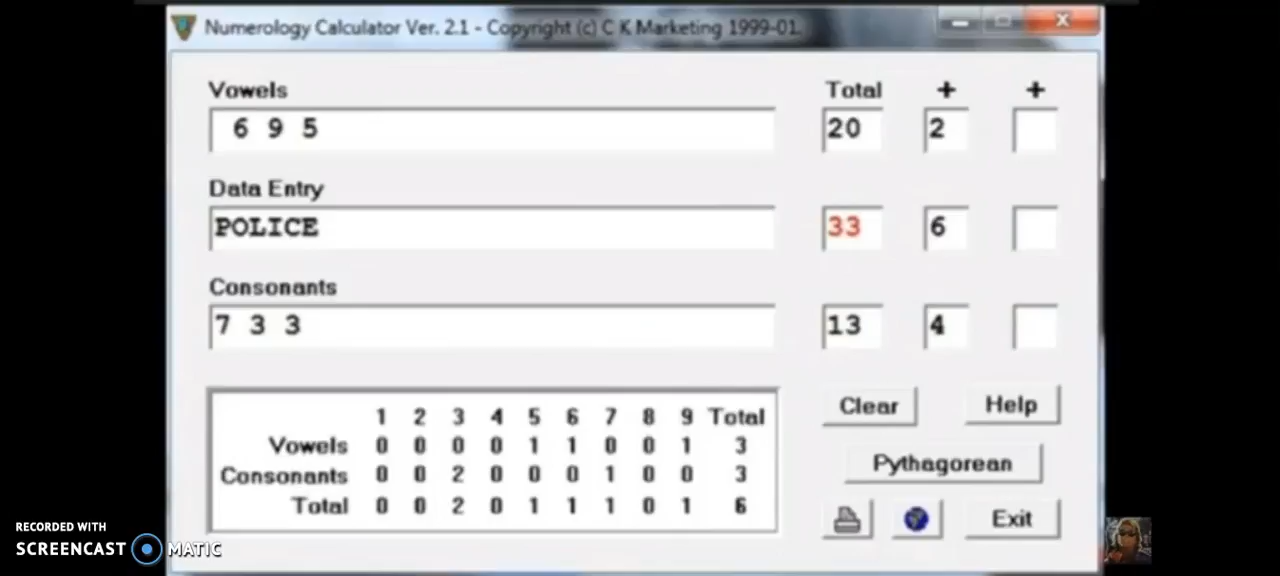 Numerology Calculator Ver. 2.1 - Copyright (c) C K Marketing 1999-01.
Vowels Total + +
6 9 5 20 2
Data Entry
POLICE 33 6
Consonants
7 3 3 13 4
1 2 3 4 5 6 7 8 9 Total
Vowels 0 0 0 0 1 1 0 0 1 3
Consonants 0 0 2 0 0 0 1 0 0 3
Total 0 0 2 0 1 1 1 0 1 6
Clear Help
Pythagorean
Exit
RECORDED WITH
SCREENCAST MATIC